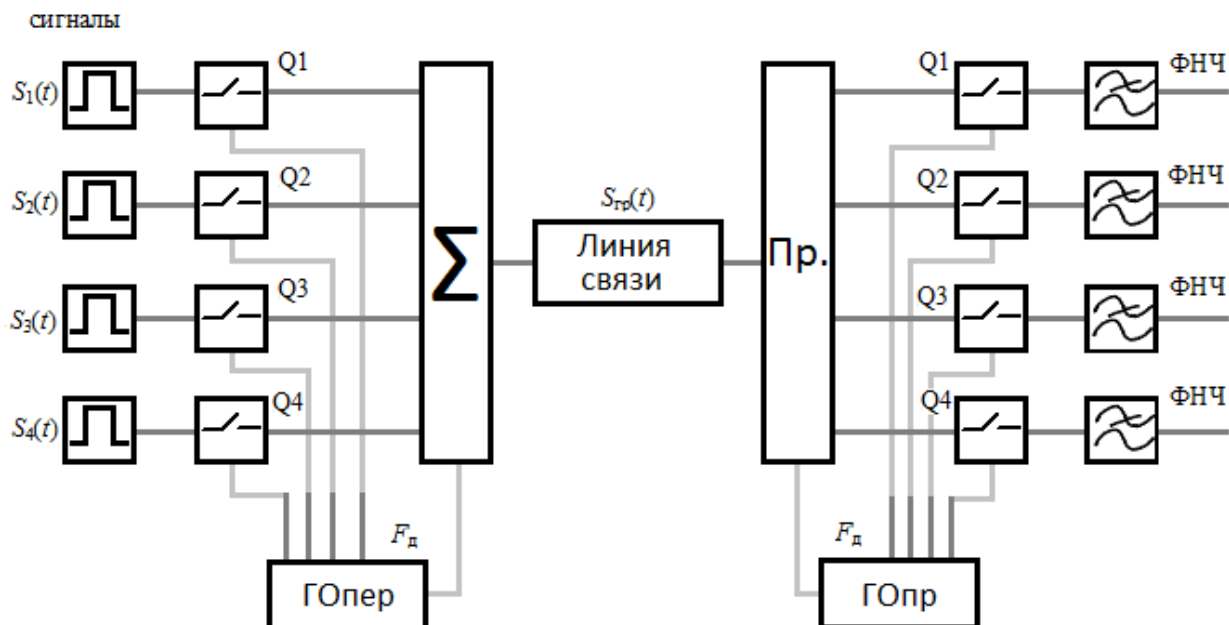 сигналы
S₁(t)
Q1
Q1
ФНЧ
S₂(t)
Q2
Q2
ФНЧ
Σ
Sгр(t)
Линия
связи
Пр.
S₃(t)
Q3
Q3
ФНЧ
S₄(t)
Q4
Q4
ФНЧ
Fд
Fд
ГОпер
ГОпр